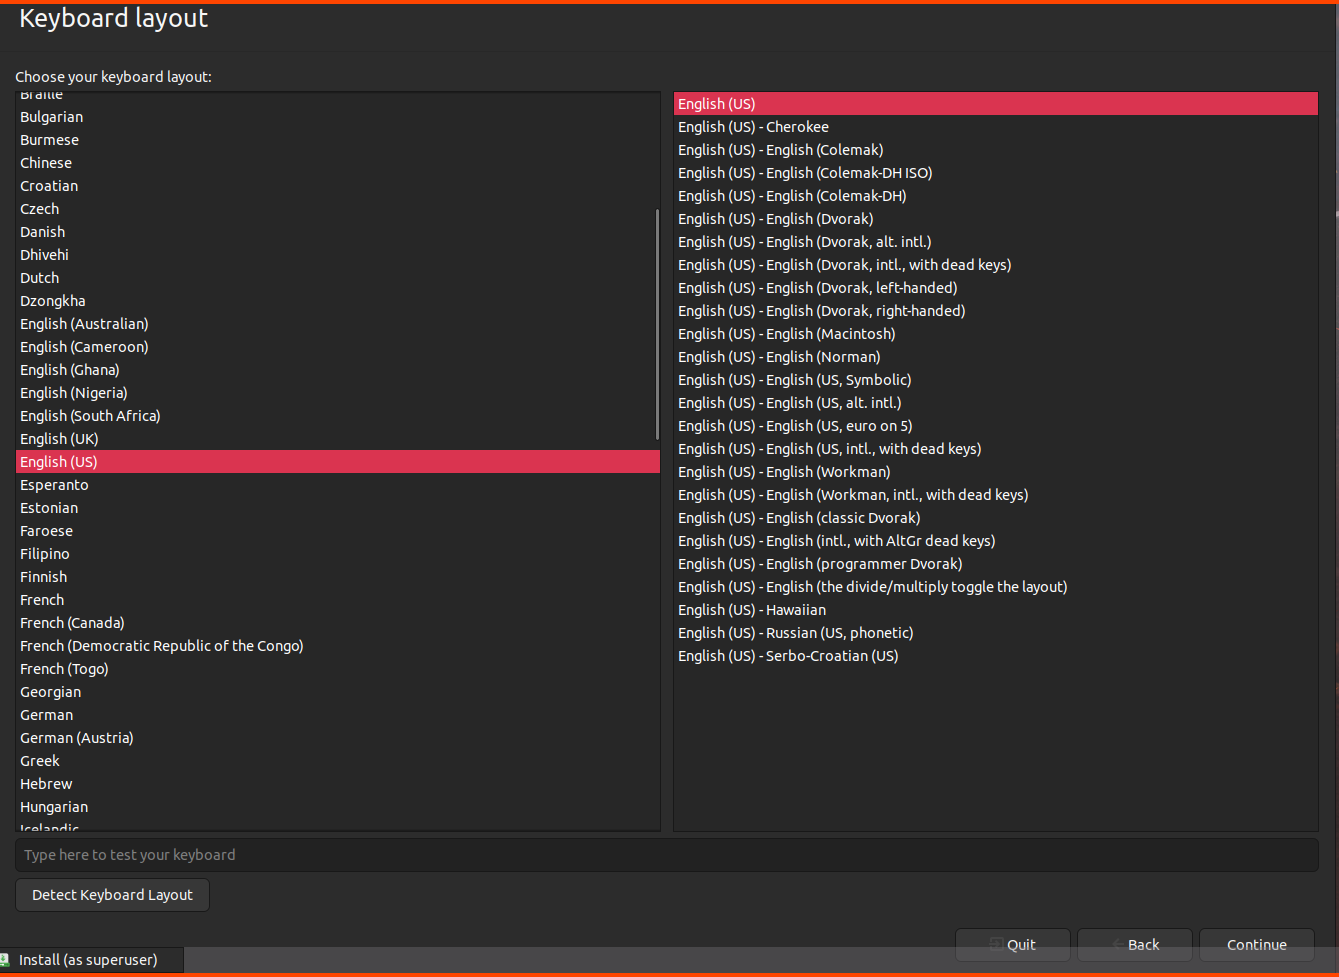 Keyboard layout
Choose your keyboard layout:
Braille
Bulgarian
Burmese
Chinese
Croatian
Czech
Danish
Dhivehi
Dutch
Dzongkha
English (Australian)
English (Cameroon)
English (Ghana)
English (Nigeria)
English (South Africa)
English (UK)
English (US)
Esperanto
Estonian
Faroese
Filipino
Finnish
French
French (Canada)
French (Democratic Republic of the Congo)
French (Togo)
Georgian
German
German (Austria)
Greek
Hebrew
Hungarian
Icelandic
English (US)
English (US) - Cherokee
English (US) - English (Colemak)
English (US) - English (Colemak-DH ISO)
English (US) - English (Colemak-DH)
English (US) - English (Dvorak)
English (US) - English (Dvorak, alt. intl.)
English (US) - English (Dvorak, intl., with dead keys)
English (US) - English (Dvorak, left-handed)
English (US) - English (Dvorak, right-handed)
English (US) - English (Macintosh)
English (US) - English (Norman)
English (US) - English (US, Symbolic)
English (US) - English (US, alt. intl.)
English (US) - English (US, euro on 5)
English (US) - English (US, intl., with dead keys)
English (US) - English (Workman)
English (US) - English (Workman, intl., with dead keys)
English (US) - English (classic Dvorak)
English (US) - English (intl., with AltGr dead keys)
English (US) - English (programmer Dvorak)
English (US) - English (the divide/multiply toggle the layout)
English (US) - Hawaiian
English (US) - Russian (US, phonetic)
English (US) - Serbo-Croatian (US)
Type here to test your keyboard
Detect Keyboard Layout
Quit
Back
Continue
Install (as superuser)